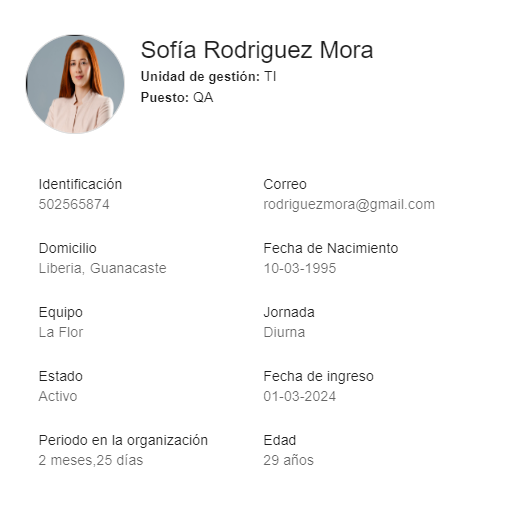 Sofía Rodriguez Mora
Unidad de gestión: TI
Puesto: QA
Identificación
502565874
Correo
rodriguezmora@gmail.com
Domicilio
Liberia, Guanacaste
Fecha de Nacimiento
10-03-1995
Equipo
La Flor
Jornada
Diurna
Estado
Activo
Fecha de ingreso
01-03-2024
Periodo en la organización
2 meses,25 días
Edad
29 años